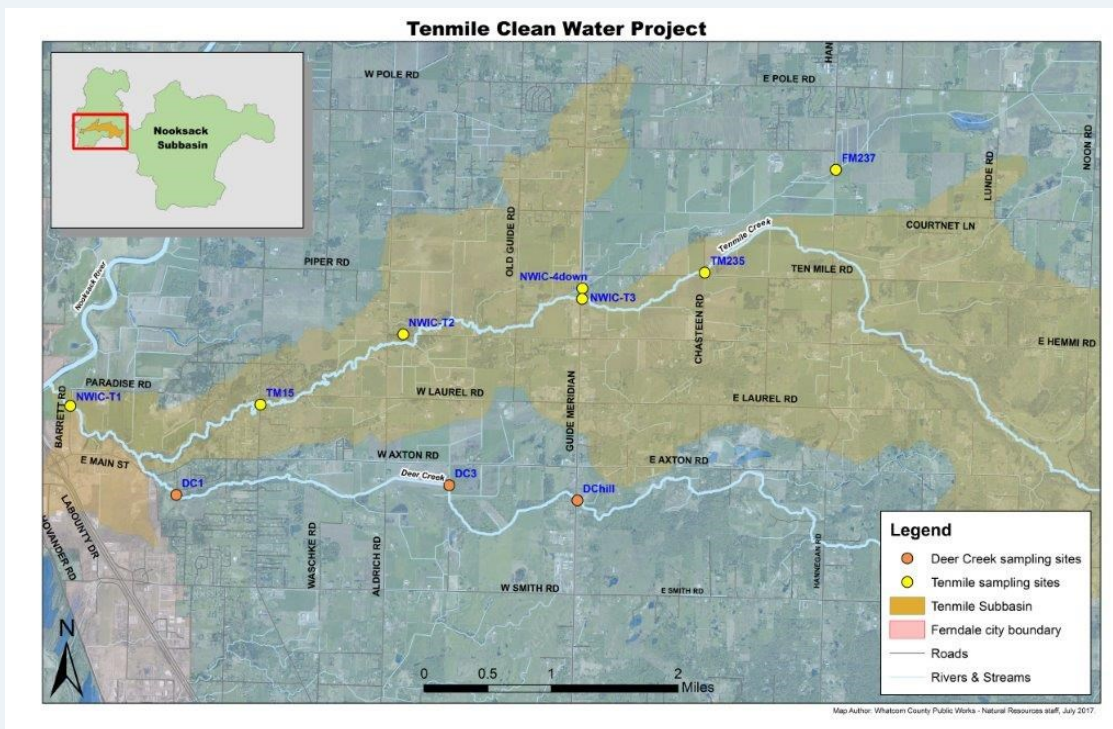 Tenmile Clean Water Project
Nooksack
Subbasin
W POLE RD
E POLE RD
HAN
NOON RD
LUNDE RD
FM237
OLD GUIDE RD
COURTNET LN
Tenmile Creek
PIPER RD
TM235
TEN MILE RD
Nooksack River
NWIC-4down
NWIC-T3
NWIC-T2
CHASTEEN RD
E HEMMI RD
PARADISE RD
NWIC-T1
BARRETT RD
TM15
W LAUREL RD
E LAUREL RD
GUIDE MERIDIAN
E MAIN ST
W AXTON RD
E AXTON RD
Deer Creek
DC3
DC1
DChill
LABOUNTY DR
HOVANDER RD
WASCHKE RD
ALDRICH RD
HANNEGAN RD
W SMITH RD
E SMITH RD
N
0 0.5 1 2
Miles
Legend
Deer Creek sampling sites
Tenmile sampling sites
Tenmile Subbasin
Ferndale city boundary
Roads
Rivers & Streams
Map Author: Whatcom County Public Works - Natural Resources staff, July 2017.